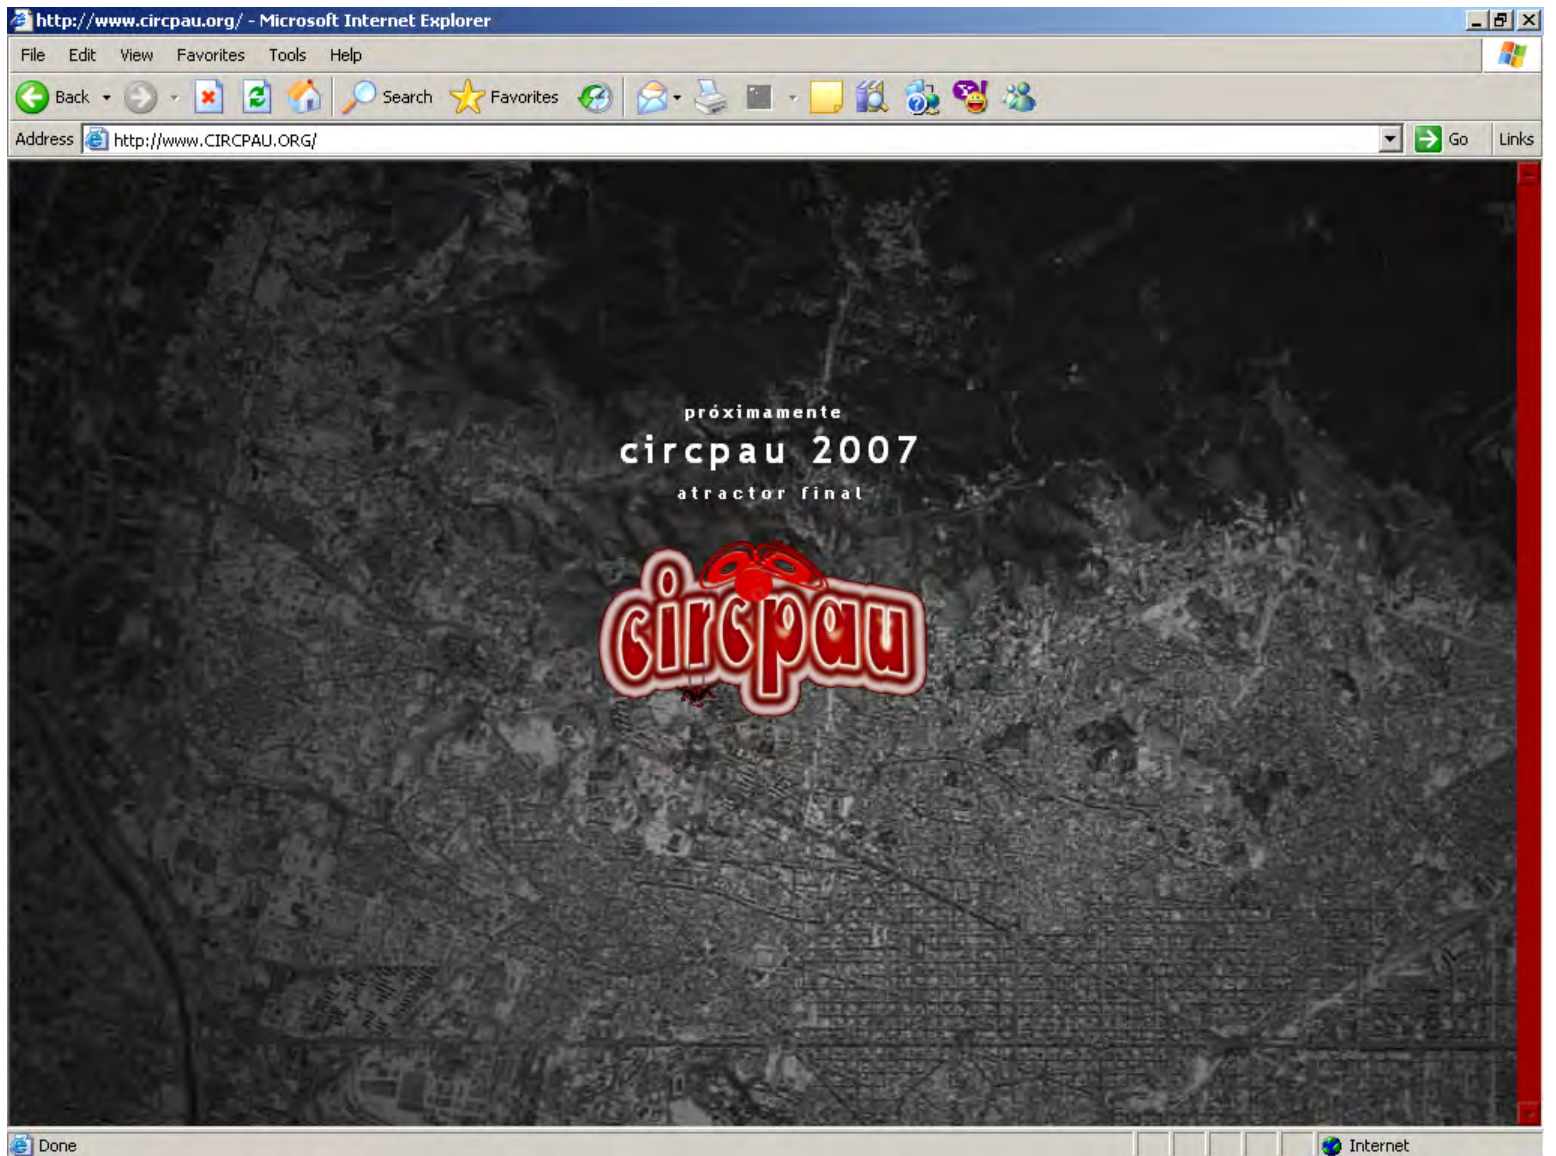 http://www.circpau.org/ - Microsoft Internet Explorer
File Edit View Favorites Tools Help
Back Search Favorites
Address http://www.CIRCPAU.ORG/ Go Links
próximamente
circpau 2007
atractor final
circpau
Done Internet